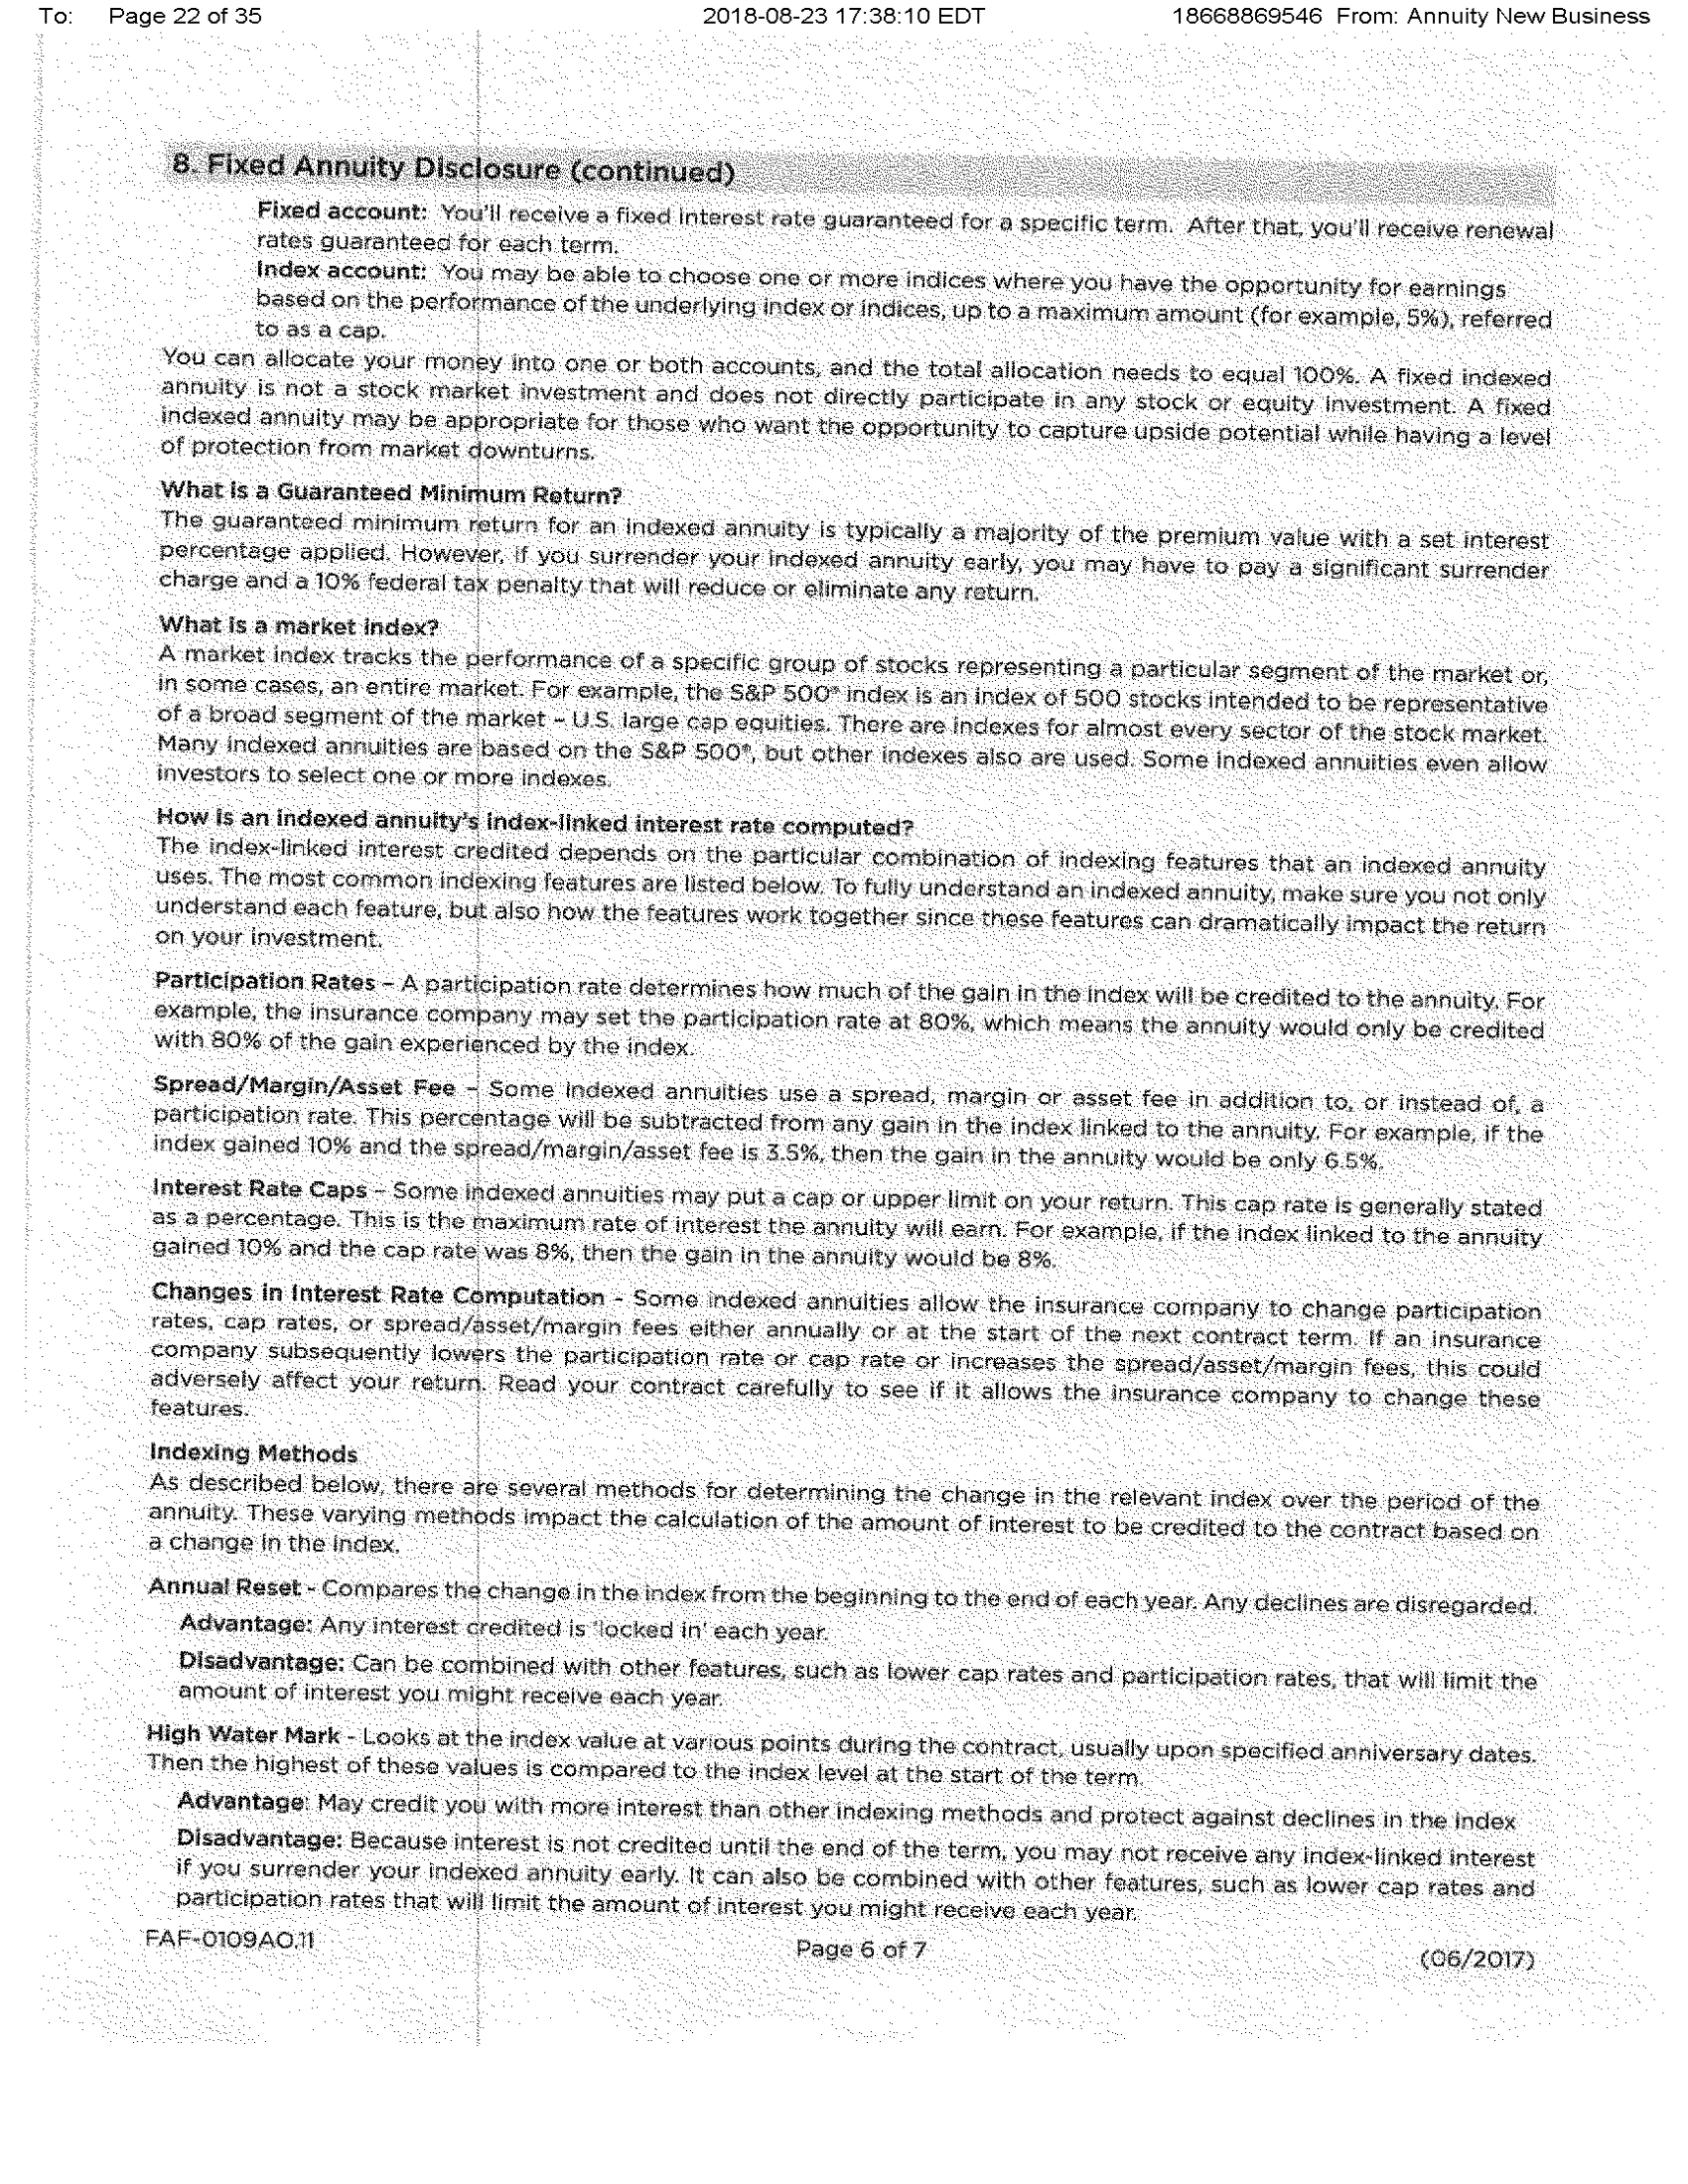 To: Page 22 of 35 2018-08-23 17:38:10 EDT 18668869546 From: Annuity New Business
8. Fixed Annuity Disclosure (continued)
Fixed account: You'll receive a fixed interest rate guaranteed for a specific term. After that, you'll receive renewal
rates guaranteed for each term.
Index account: You may be able to choose one or more indices where you have the opportunity for earnings
based on the performance of the underlying index or indices, up to a maximum amount (for example, 5%), referred
to as a cap.
You can allocate your money into one or both accounts, and the total allocation needs to equal 100%. A fixed indexed
annuity is not a stock market investment and does not directly participate in any stock or equity investment. A fixed
indexed annuity may be appropriate for those who want the opportunity to capture upside potential while having a level
of protection from market downturns.
What is a Guaranteed Minimum Return?
The guaranteed minimum return for an indexed annuity is typically a majority of the premium value with a set interest
percentage applied. However, if you surrender your indexed annuity early, you may have to pay a significant surrender
charge and a 10% federal tax penalty that will reduce or eliminate any return.
What is a market index?
A market index tracks the performance of a specific group of stocks representing a particular segment of the market or,
in some cases, an entire market. For example, the S&P 500® index is an index of 500 stocks intended to be representative
of a broad segment of the market – U.S. large cap equities. There are indexes for almost every sector of the stock market.
Many indexed annuities are based on the S&P 500®, but other indexes also are used. Some indexed annuities even allow
investors to select one or more indexes.
How is an indexed annuity's index-linked interest rate computed?
The index-linked interest credited depends on the particular combination of indexing features that an indexed annuity
uses. The most common indexing features are listed below. To fully understand an indexed annuity, make sure you not only
understand each feature, but also how the features work together since these features can dramatically impact the return
on your investment.
Participation Rates – A participation rate determines how much of the gain in the index will be credited to the annuity. For
example, the insurance company may set the participation rate at 80%, which means the annuity would only be credited
with 80% of the gain experienced by the index.
Spread/Margin/Asset Fee – Some indexed annuities use a spread, margin or asset fee in addition to, or instead of, a
participation rate. This percentage will be subtracted from any gain in the index linked to the annuity. For example, if the
index gained 10% and the spread/margin/asset fee is 3.5%, then the gain in the annuity would be only 6.5%.
Interest Rate Caps – Some indexed annuities may put a cap or upper limit on your return. This cap rate is generally stated
as a percentage. This is the maximum rate of interest the annuity will earn. For example, if the index linked to the annuity
gained 10% and the cap rate was 8%, then the gain in the annuity would be 8%.
Changes in Interest Rate Computation - Some indexed annuities allow the insurance company to change participation
rates, cap rates, or spread/asset/margin fees either annually or at the start of the next contract term. If an insurance
company subsequently lowers the participation rate or cap rate or increases the spread/asset/margin fees, this could
adversely affect your return. Read your contract carefully to see if it allows the insurance company to change these
features.
Indexing Methods
As described below, there are several methods for determining the change in the relevant index over the period of the
annuity. These varying methods impact the calculation of the amount of interest to be credited to the contract based on
a change in the index.
Annual Reset - Compares the change in the index from the beginning to the end of each year. Any declines are disregarded.
Advantage: Any interest credited is 'locked in' each year.
Disadvantage: Can be combined with other features, such as lower cap rates and participation rates, that will limit the
amount of interest you might receive each year.
High Water Mark - Looks at the index value at various points during the contract, usually upon specified anniversary dates.
Then the highest of these values is compared to the index level at the start of the term.
Advantage: May credit you with more interest than other indexing methods and protect against declines in the index
Disadvantage: Because interest is not credited until the end of the term, you may not receive any index-linked interest
if you surrender your indexed annuity early. It can also be combined with other features, such as lower cap rates and
participation rates that will limit the amount of interest you might receive each year.
FAF-0109AO.11 Page 6 of 7 (06/2017)